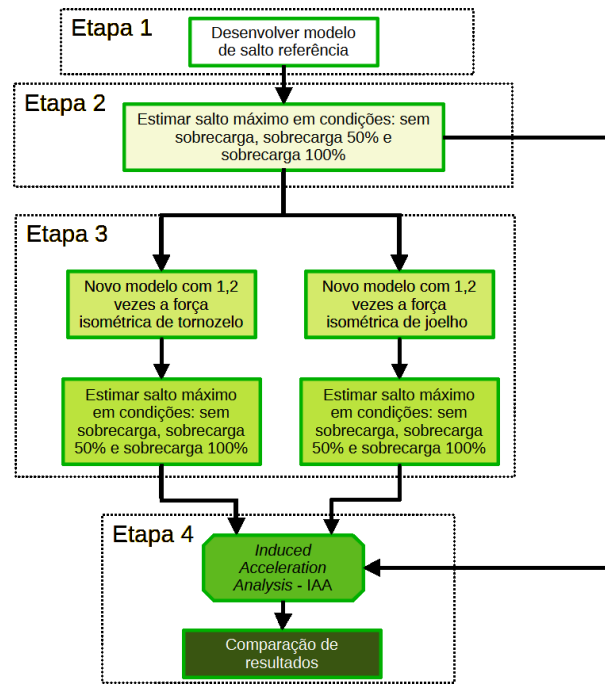 Etapa 1
Desenvolver modelo
de salto referência
Etapa 2
Estimar salto máximo em condições: sem
sobrecarga, sobrecarga 50% e
sobrecarga 100%
Etapa 3
Novo modelo com 1,2
vezes a força
isométrica de tornozelo
Novo modelo com 1,2
vezes a força
isométrica de joelho
Estimar salto máximo
em condições: sem
sobrecarga, sobrecarga
50% e sobrecarga 100%
Estimar salto máximo
em condições: sem
sobrecarga, sobrecarga
50% e sobrecarga 100%
Etapa 4
Induced
Acceleration
Analysis - IAA
Comparação de
resultados